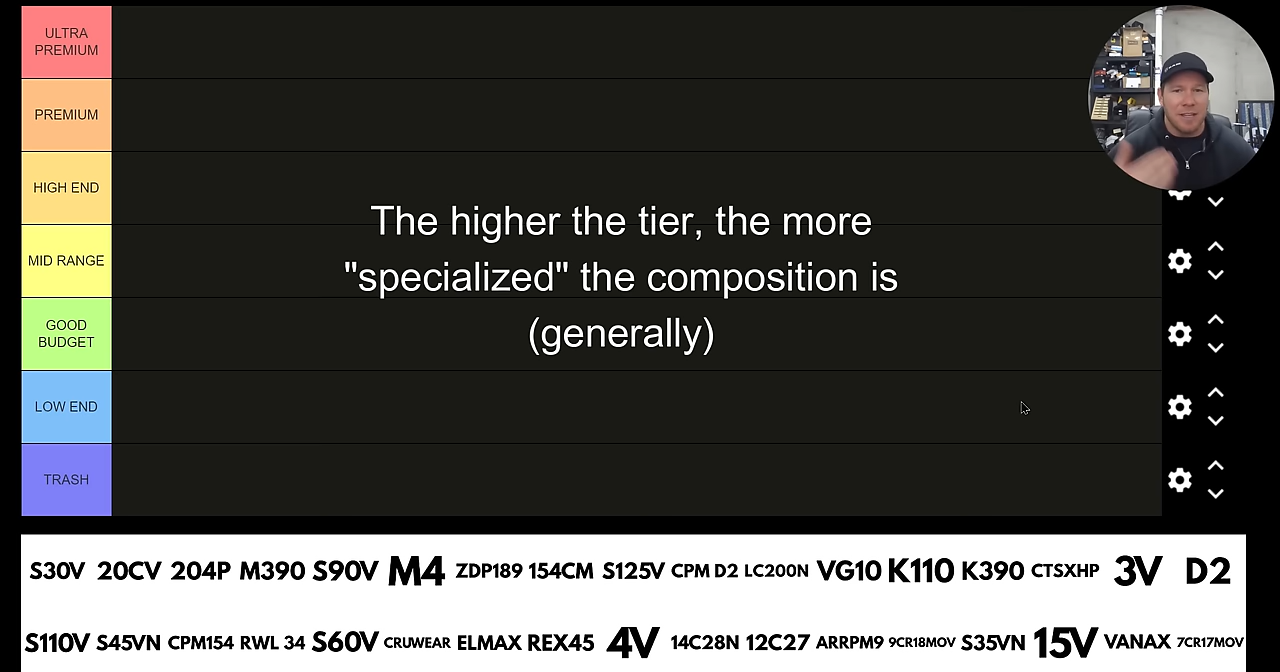 ULTRA
PREMIUM
PREMIUM
HIGH END
MID RANGE
GOOD
BUDGET
LOW END
TRASH
The higher the tier, the more
"specialized" the composition is
(generally)
S30V 20CV 204P M390 S90V M4 ZDP189 154CM S125V CPM D2 LC200N VG10 K110 K390 CTSXHP 3V D2
S110V S45VN CPM154 RWL 34 S60V CRUWEAR ELMAX REX45 4V 14C28N 12C27 ARRPM9 9CR18MOV S35VN 15V VANAX 7CR17MOV